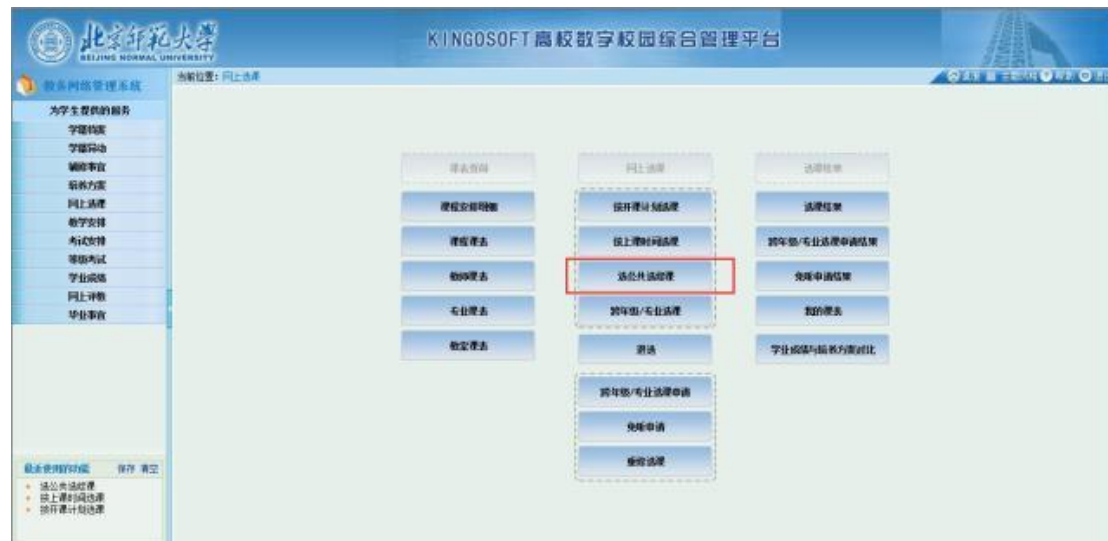 北京师范大学
BEIJING NORMAL UNIVERSITY
KINGOSOFT高校数字校园综合管理平台
教务网络管理系统
当前位置:网上选课
为学生提供的服务
学籍档案
学籍异动
辅修事宜
培养方案
网上选课
教学安排
考试安排
等级考试
学业成绩
网上评教
毕业事宜
课表查询
课程安排明细
课程课表
教师课表
专业课表
教室课表
网上选课
按开课计划选课
按上课时间选课
选公共选修课
跨年级/专业选课
退选
跨年级/专业选课申请
免听申请
重修选课
选课结果
选课结果
跨年级/专业选课申请结果
免听申请结果
我的课表
学业成绩与培养方案对比
最近使用的功能 保存 清空
选公共选修课
按上课时间选课
按开课计划选课